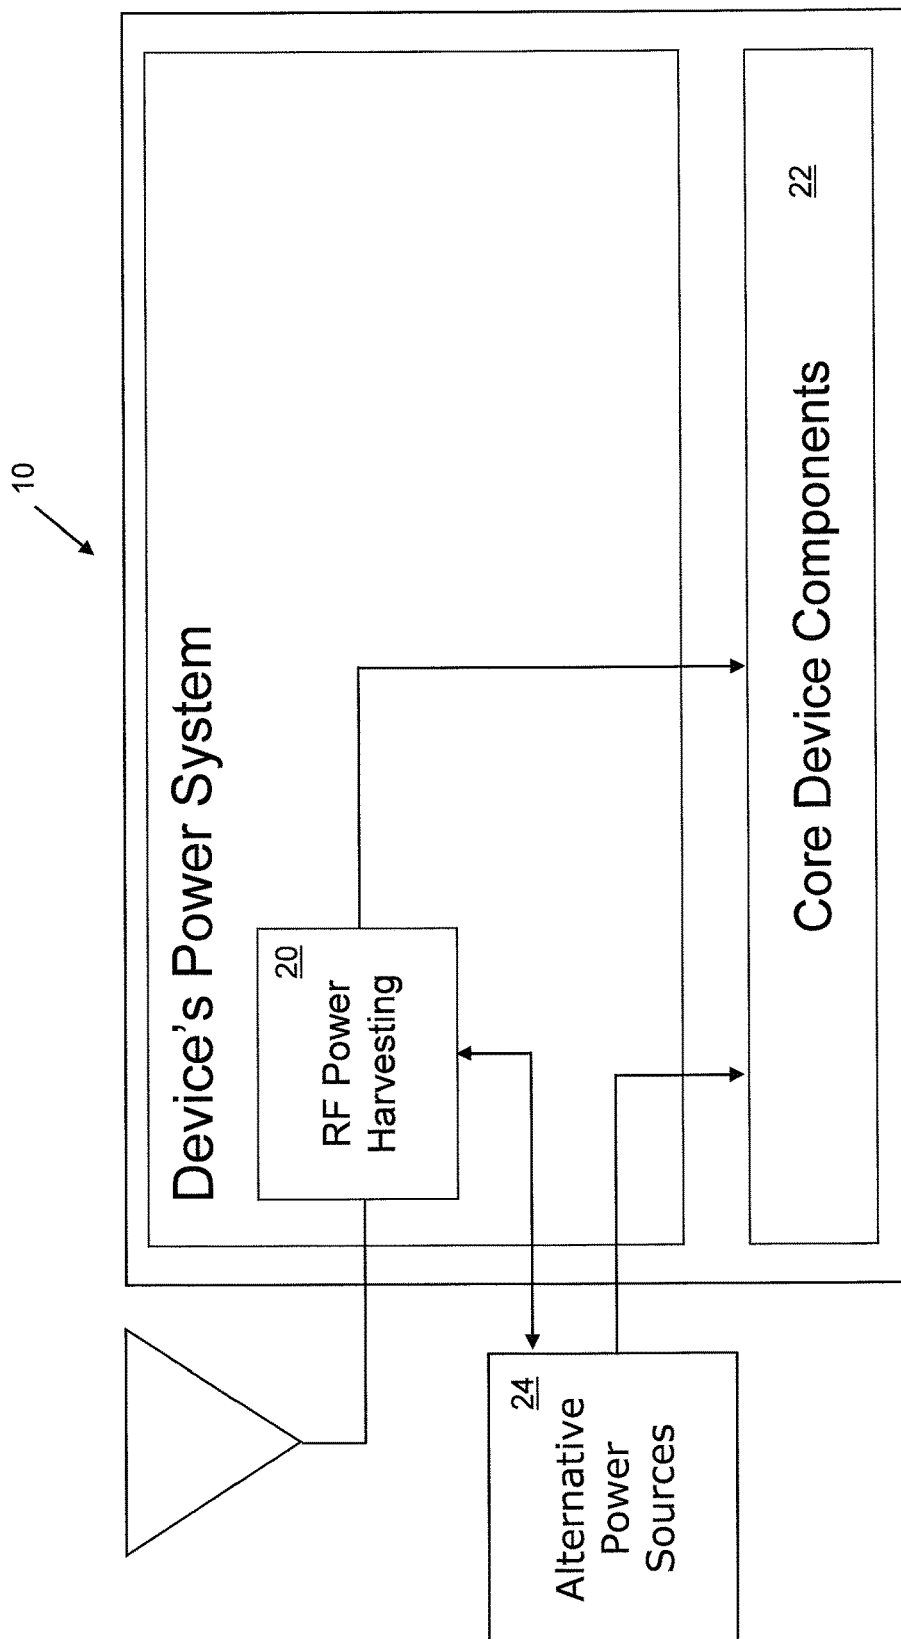 10
Device's Power System
20
RF Power
Harvesting
24
Alternative
Power
Sources
Core Device Components
22